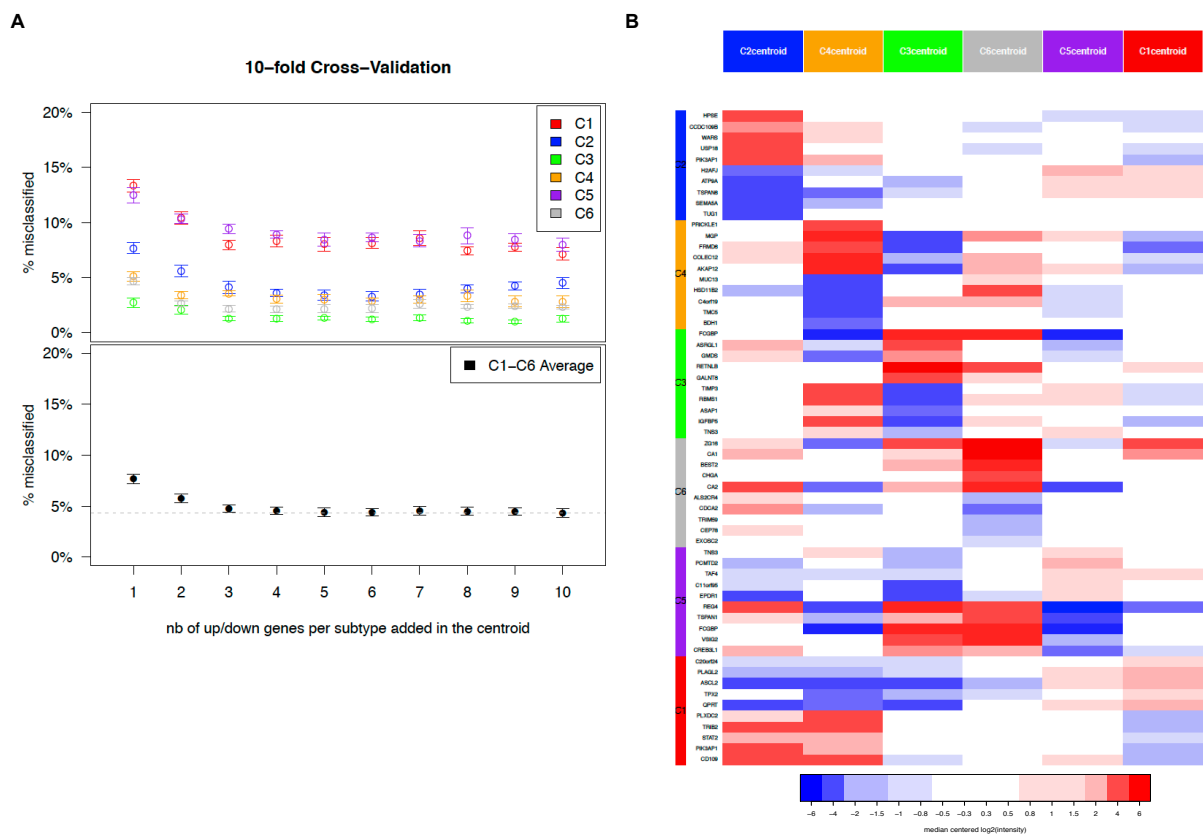 A
B
10-fold Cross-Validation
% misclassified
20%
15%
10%
5%
0%
C1
C2
C3
C4
C5
C6
% misclassified
20%
15%
10%
5%
0%
C1-C6 Average
1 2 3 4 5 6 7 8 9 10
nb of up/down genes per subtype added in the centroid
C2centroid C4centroid C3centroid C6centroid C5centroid C1centroid
C2
HPSE
CCDC109B
WARS
USP18
PIK3AP1
H2AFJ
ATP9A
TSPAN6
SEMA5A
TUG1
C4
PRICKLE1
MGP
FRMD6
COLEC12
AKAP12
MUC13
HSD11B2
C4orf19
TMC5
BDH1
C3
FCGBP
ASRGL1
GMDS
RETNLB
GALNT8
TIMP3
RBMS1
ASAP1
IGFBP5
TNS3
C6
ZG16
CA1
BEST2
CHGA
CA2
ALS2CR4
CDCA2
TRIM69
CEP76
EXOSC2
C5
TNS3
PCMTD2
TAF4
C11orf95
EPDR1
REG4
TSPAN1
FCGBP
VSIG2
CREB3L1
C1
C20orf24
PLAGL2
ASCL2
TPX2
QPRT
PLXDC2
TRIB2
STAT2
PIK3AP1
CD109
-6 -4 -2 -1.5 -1 -0.8 -0.5 -0.3 0.3 0.5 0.8 1 1.5 2 4 6
median centered log2(intensity)